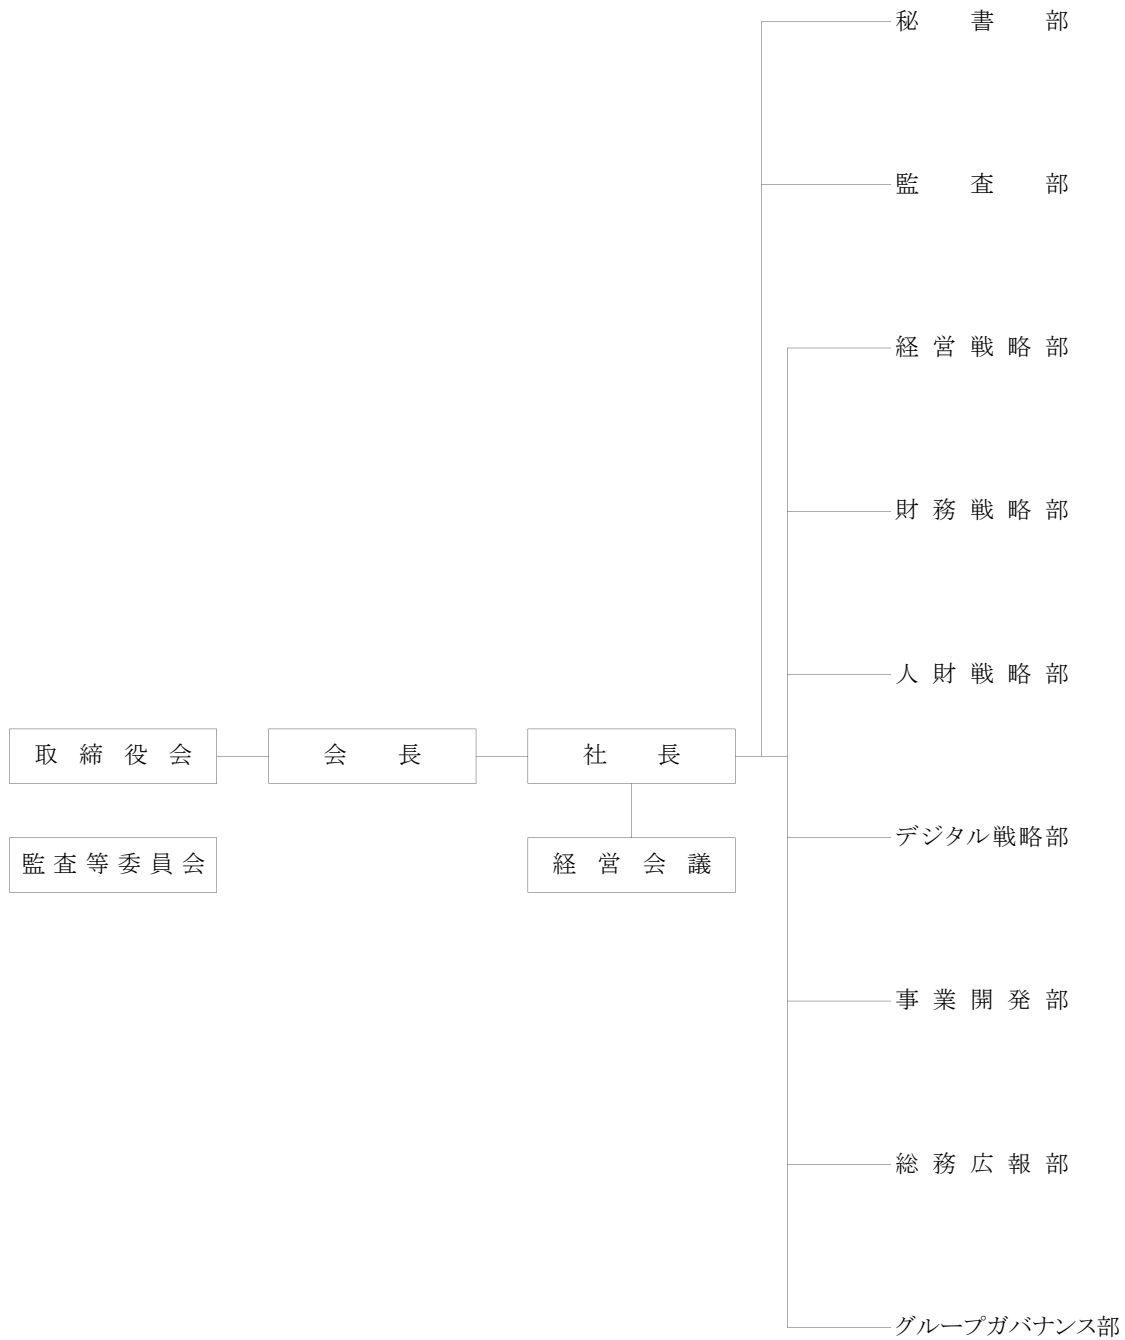 秘書部
監査部
経営戦略部
財務戦略部
人財戦略部
取締役会
会長
社長
デジタル戦略部
監査等委員会
経営会議
事業開発部
総務広報部
グループガバナンス部